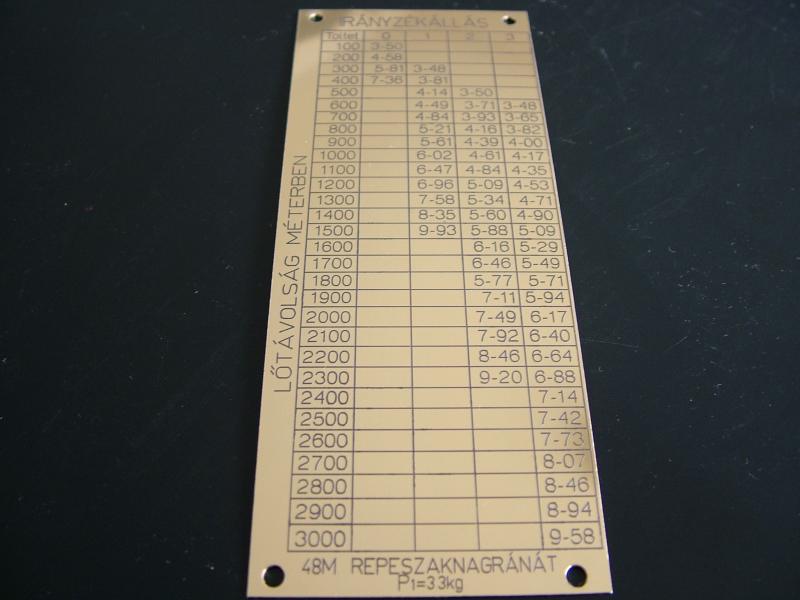 IRÁNYZÉKÁLLÁS
Töltet 0 1 2 3
100 3-50
200 4-58
300 5-81 3-48
400 7-36 3-81
500 4-14 3-50
600 4-49 3-71 3-48
700 4-84 3-93 3-65
800 5-21 4-16 3-82
900 5-61 4-39 4-00
1000 6-02 4-61 4-17
1100 6-47 4-84 4-35
1200 6-96 5-09 4-53
1300 7-58 5-34 4-71
1400 8-35 5-60 4-90
1500 9-93 5-88 5-09
1600 6-16 5-29
1700 6-46 5-49
1800 5-77 5-71
1900 7-11 5-94
2000 7-49 6-17
2100 7-92 6-40
2200 8-46 6-64
2300 9-20 6-88
2400 7-14
2500 7-42
2600 7-73
2700 8-07
2800 8-46
2900 8-94
3000 9-58
LŐTÁVOLSÁG MÉTERBEN
48M REPESZAKNAGRÁNÁT
P1=3.3kg